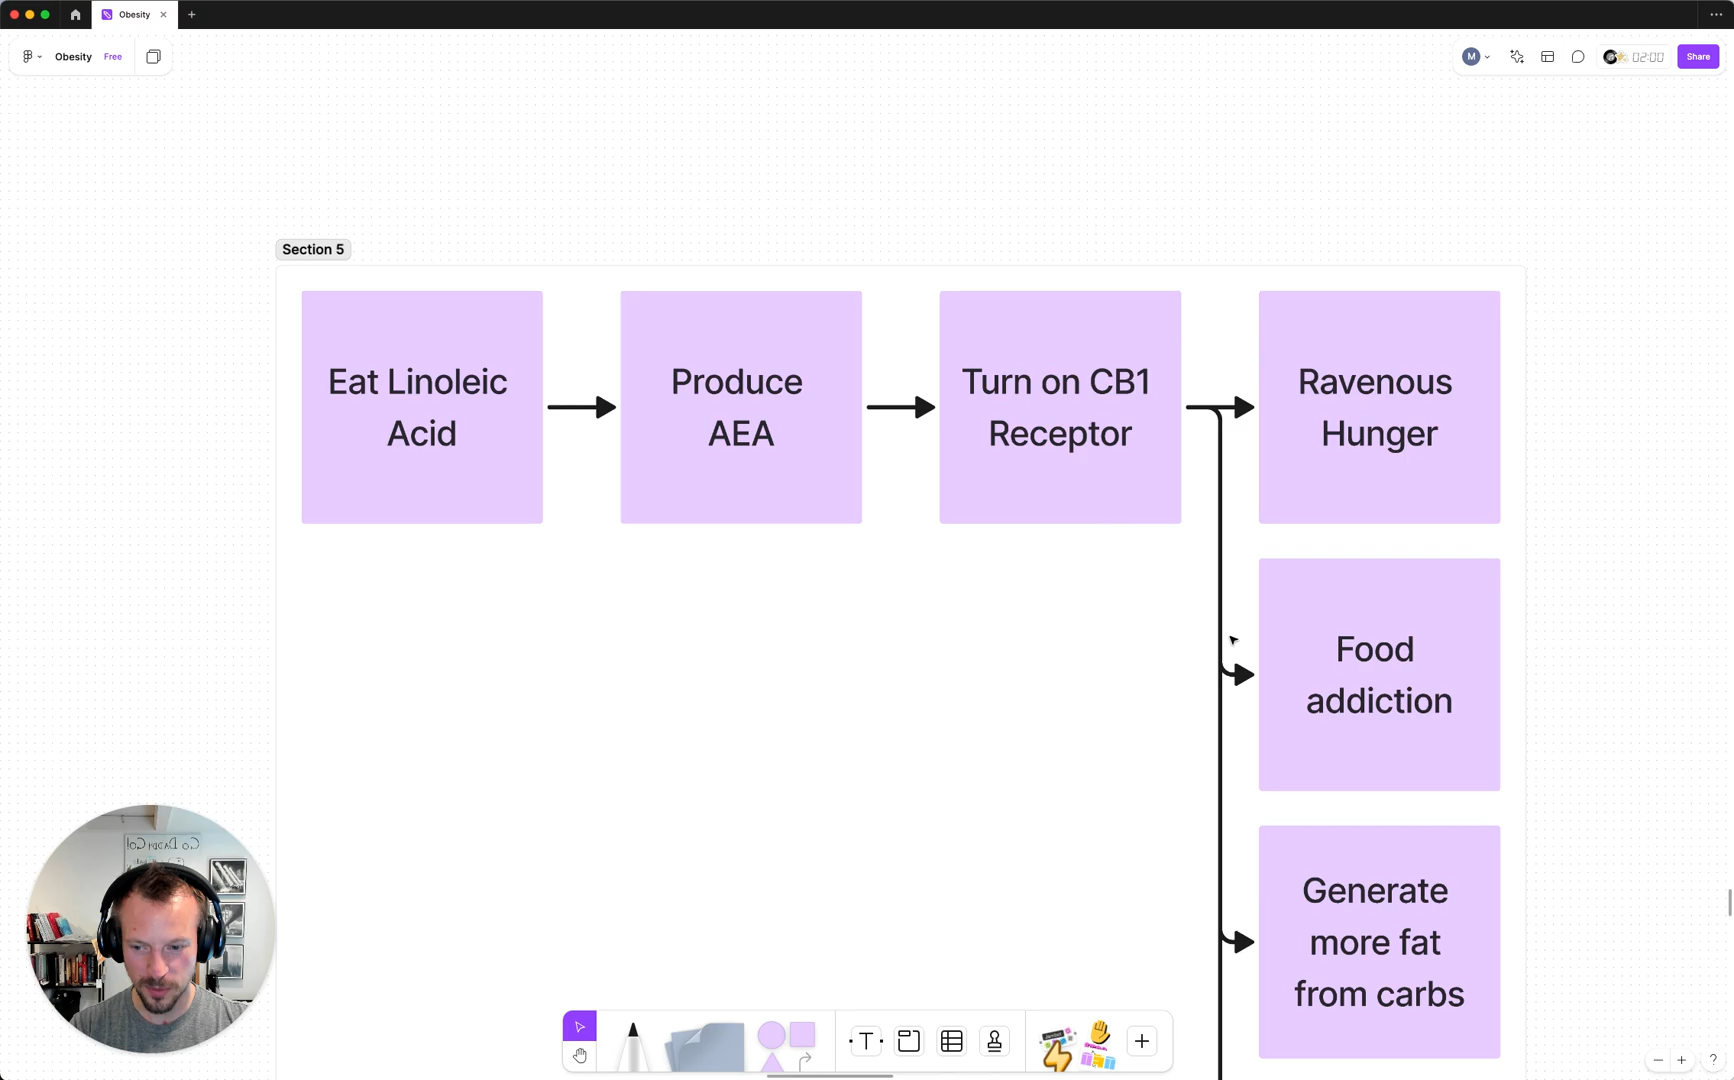 Obesity
Obesity Free
M
02:00
Share
Section 5
Eat Linoleic
Acid
Produce
AEA
Turn on CB1
Receptor
Ravenous
Hunger
Food
addiction
Generate
more fat
from carbs
T
?